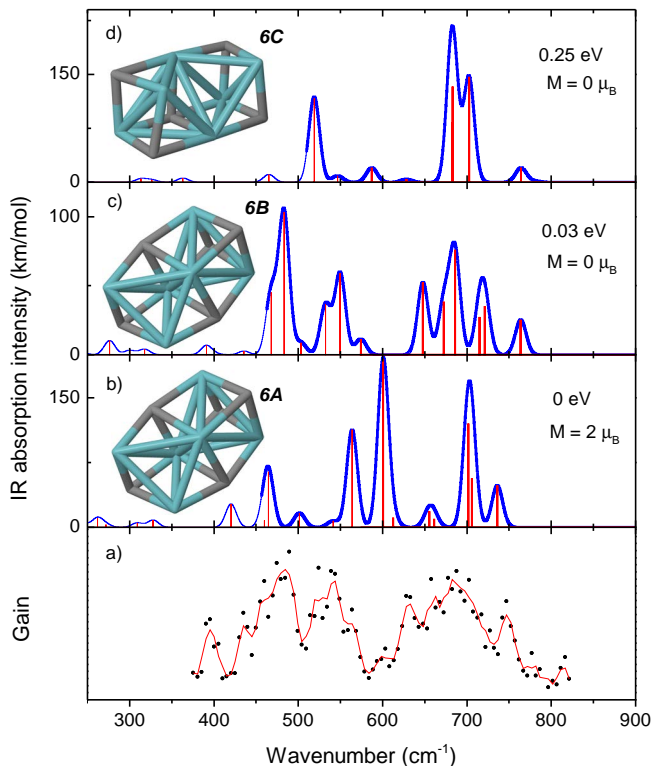 d)
6C
0.25 eV
M = 0 μB
150
0
c)
6B
0.03 eV
M = 0 μB
100
0
b)
6A
0 eV
M = 2 μB
150
0
a)
IR absorption intensity (km/mol)
Gain
300 400 500 600 700 800 900
Wavenumber (cm-1)